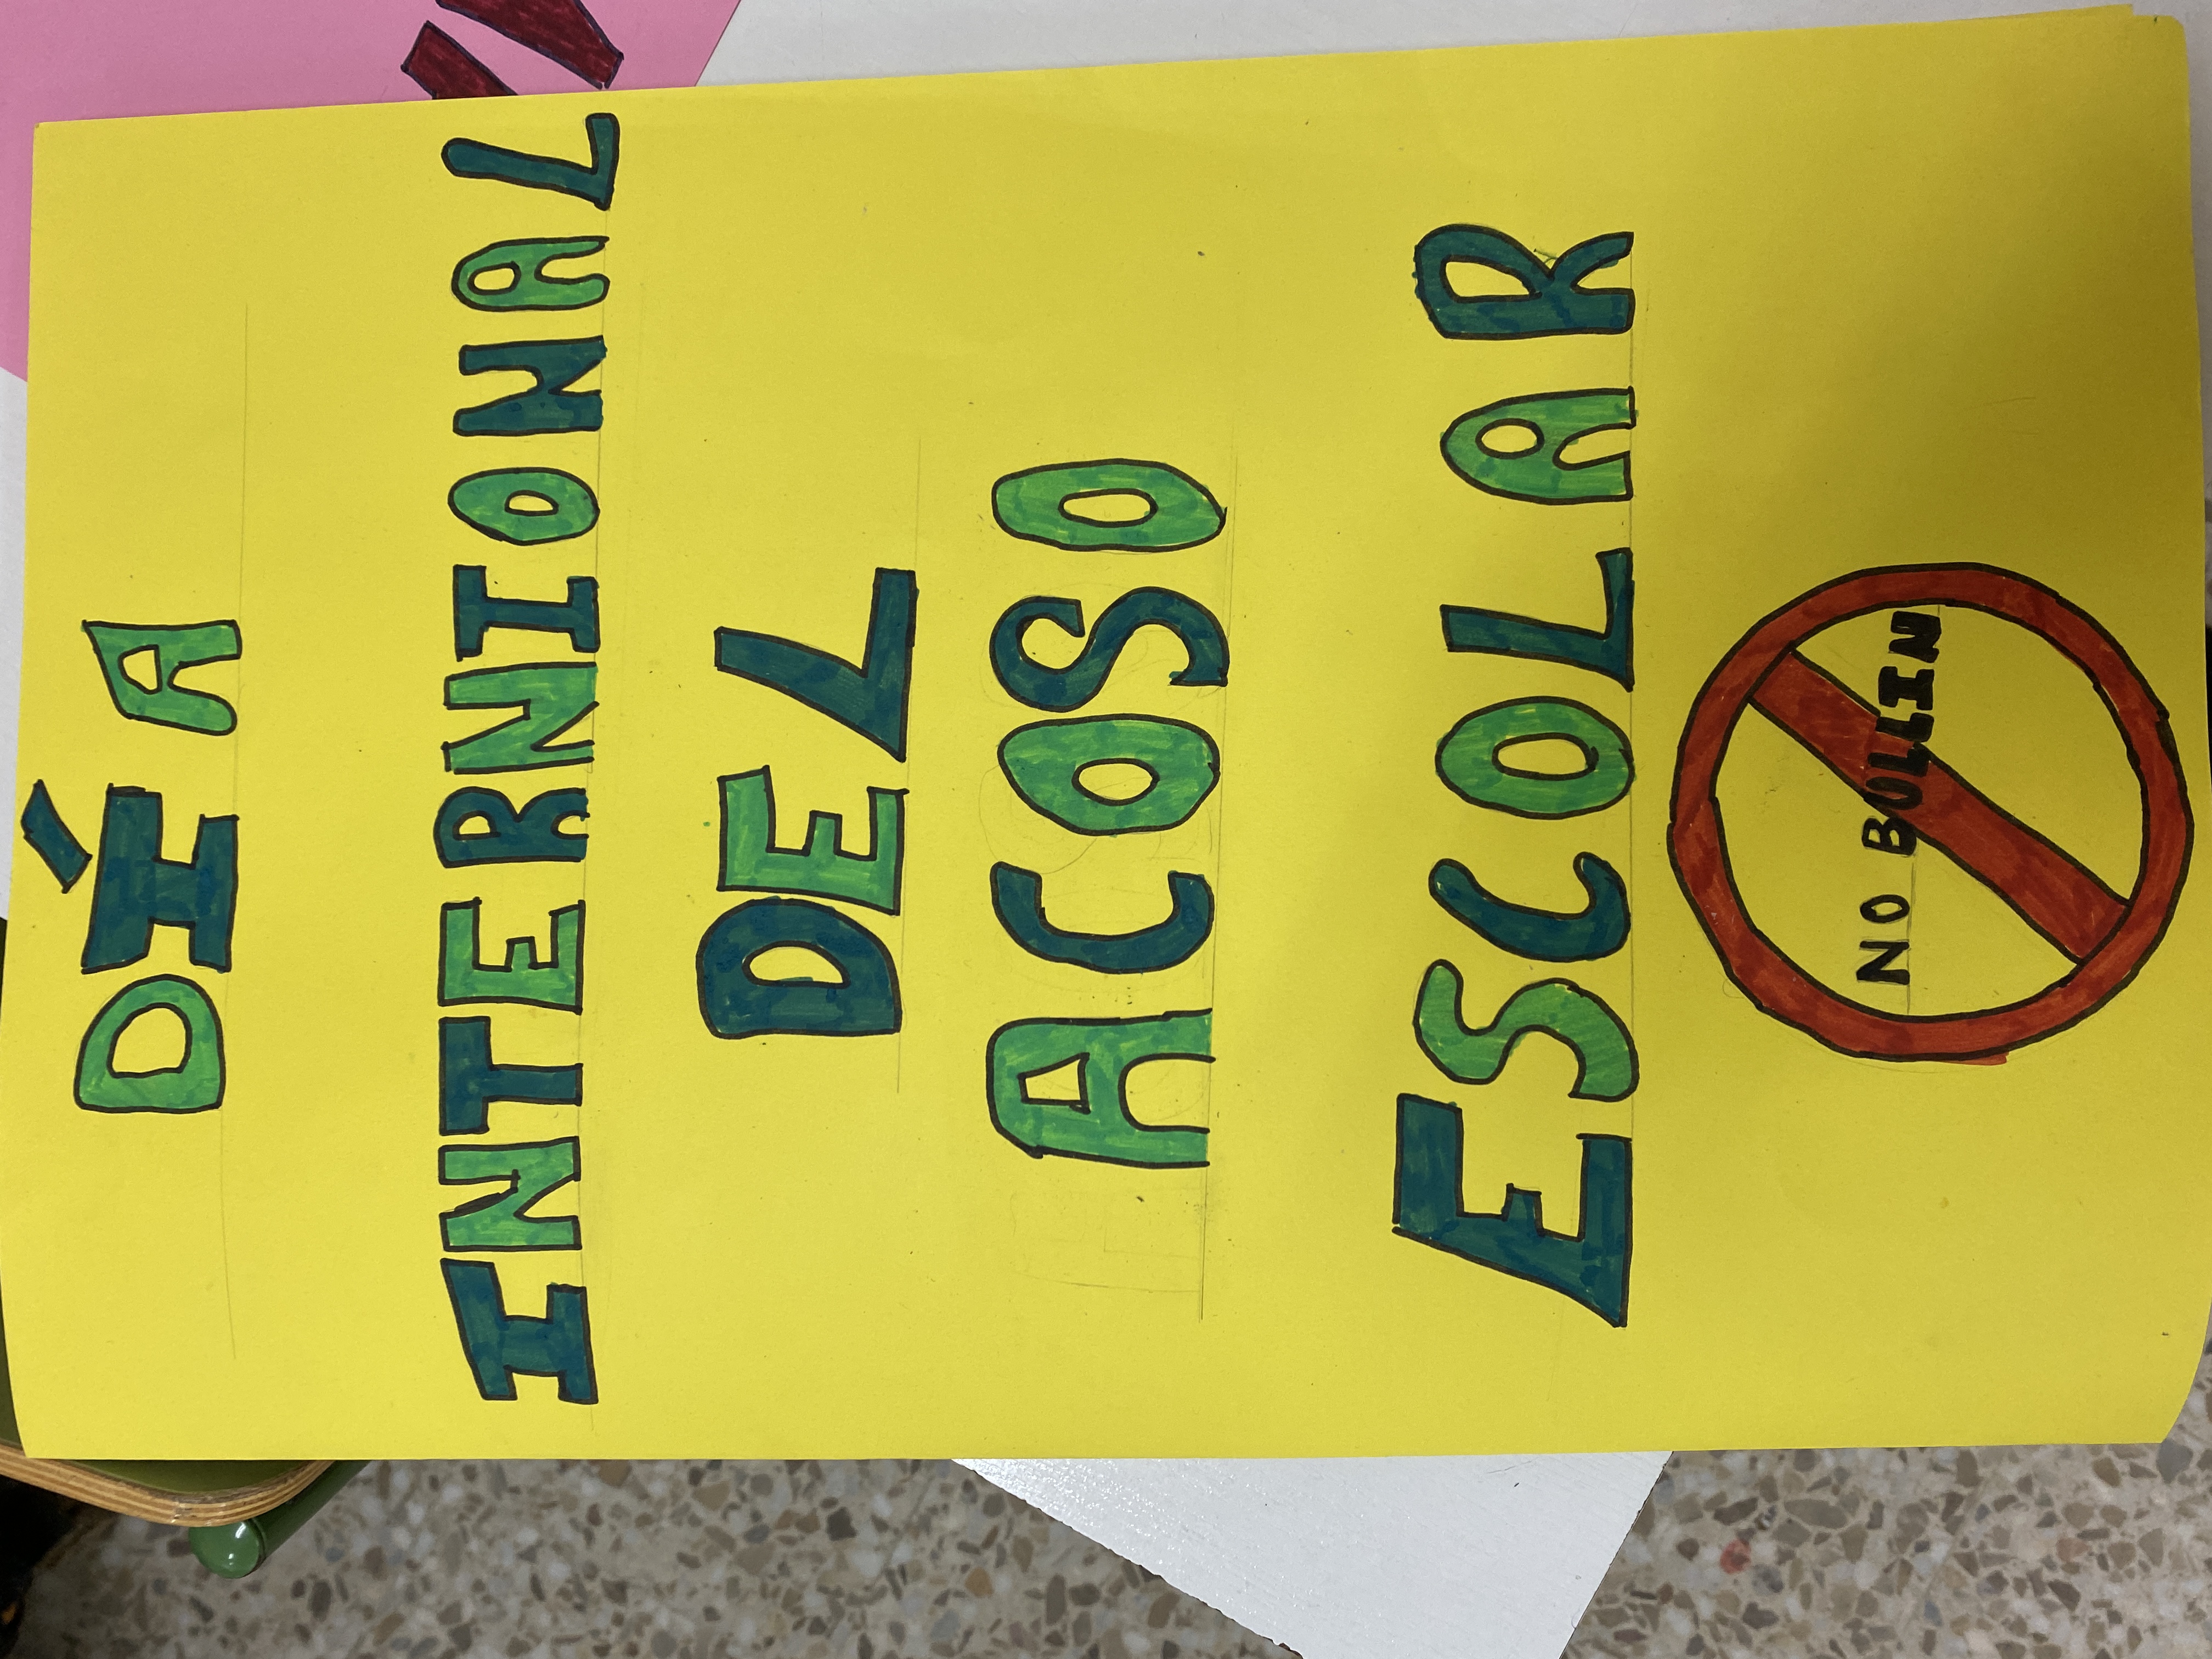 DÍA
INTERNIONAL
DEL
ACOSO
ESCOLAR
NO BOLLIN